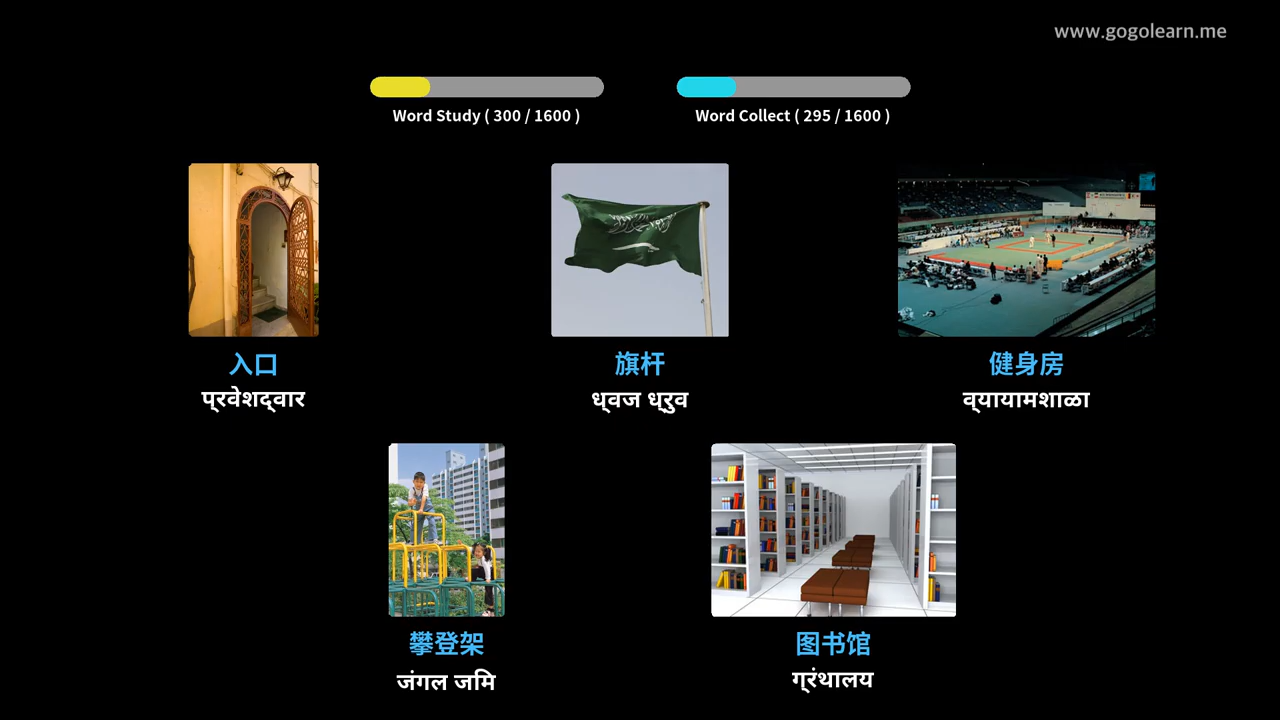 www.gogolearn.me
Word Study ( 300 / 1600 )
Word Collect ( 295 / 1600 )
入口
प्रवेशद्वार
旗杆
ध्वज ध्रुव
健身房
व्यायामशाळा
攀登架
जंगल जमि
图书馆
ग्रंथालय